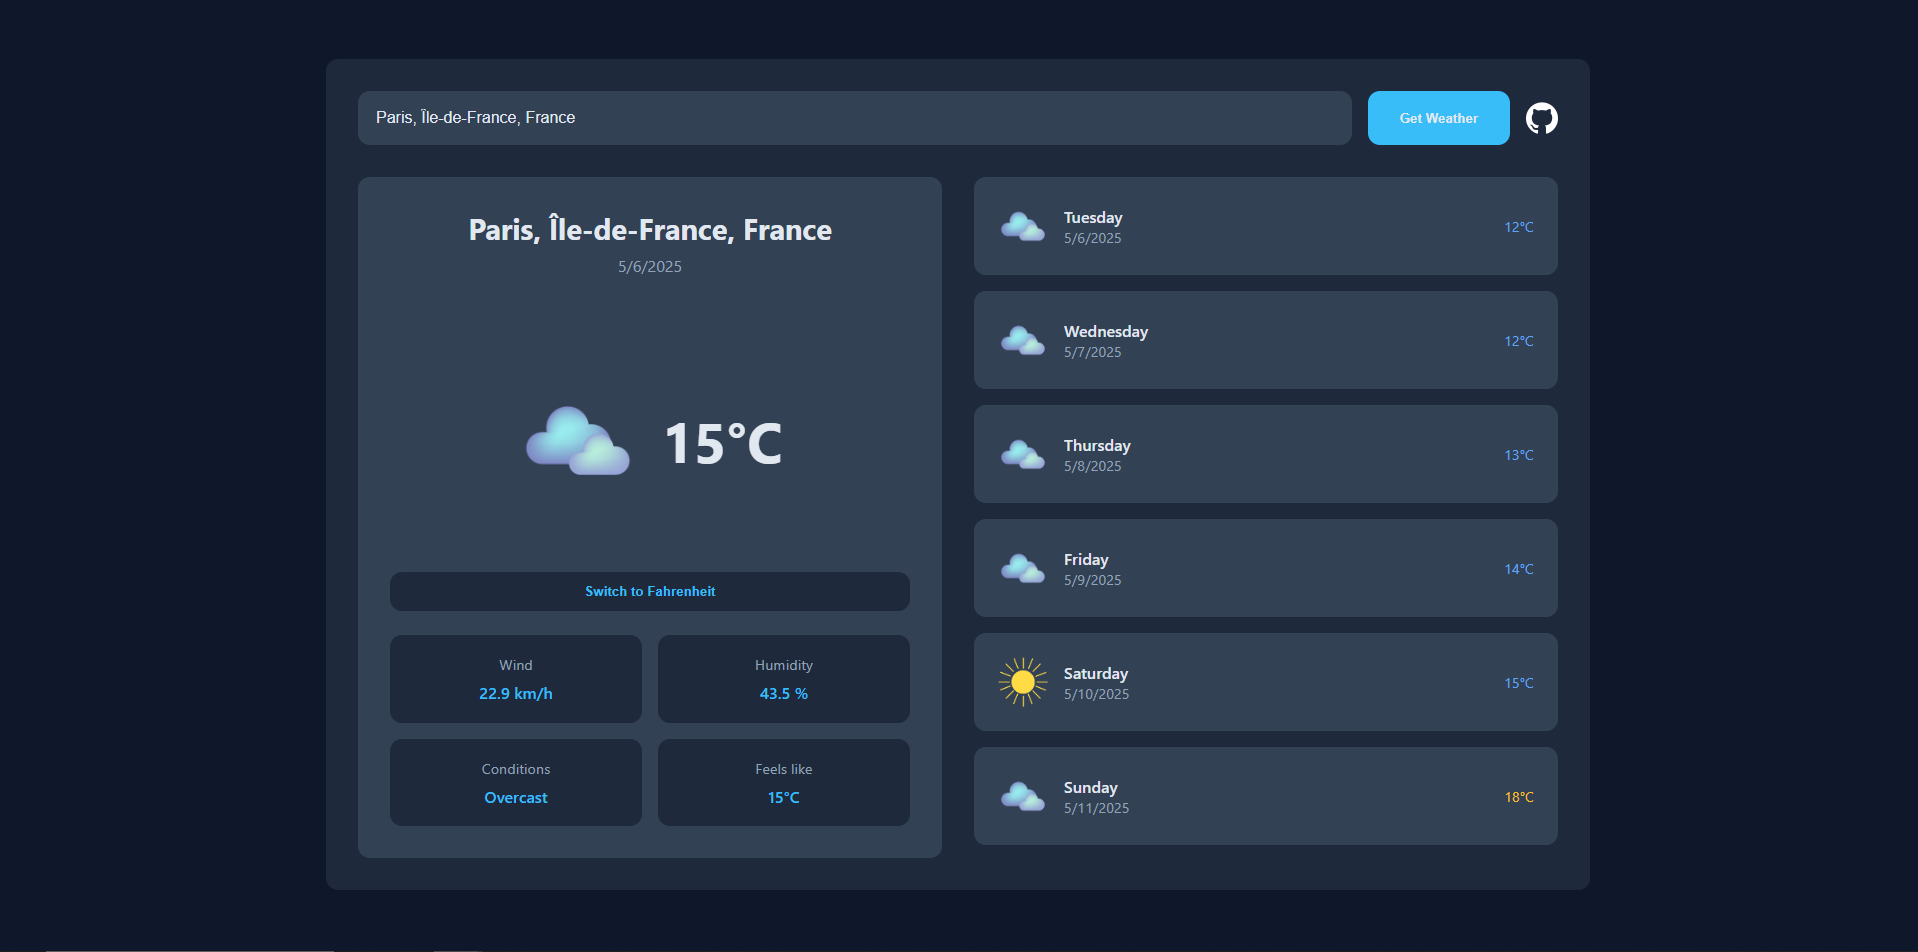 Paris, Île-de-France, France
Get Weather
Paris, Île-de-France, France
5/6/2025
15°C
Switch to Fahrenheit
Wind
22.9 km/h
Humidity
43.5 %
Conditions
Overcast
Feels like
15°C
Tuesday
5/6/2025
12°C
Wednesday
5/7/2025
12°C
Thursday
5/8/2025
13°C
Friday
5/9/2025
14°C
Saturday
5/10/2025
15°C
Sunday
5/11/2025
18°C